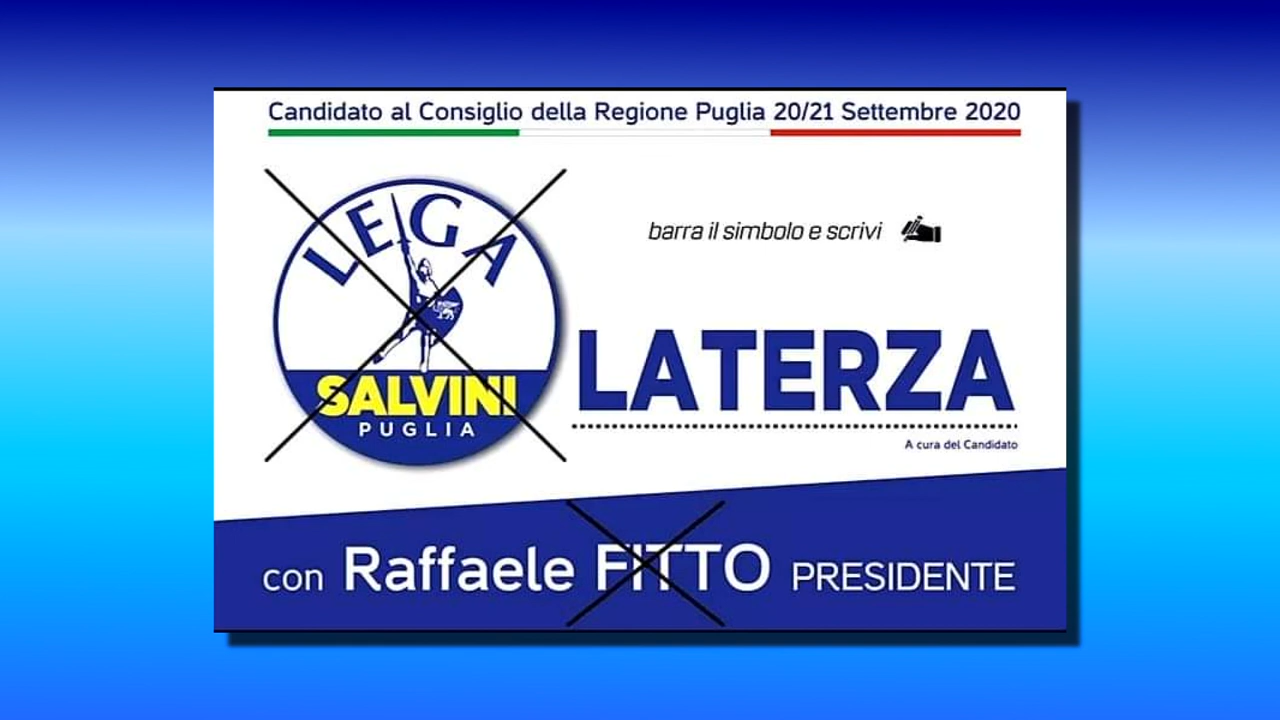 Candidato al Consiglio della Regione Puglia 20/21 Settembre 2020
LEGA
barra il simbolo e scrivi
LATERZA
SALVINI
PUGLIA
A cura del Candidato
con Raffaele FITTO PRESIDENTE